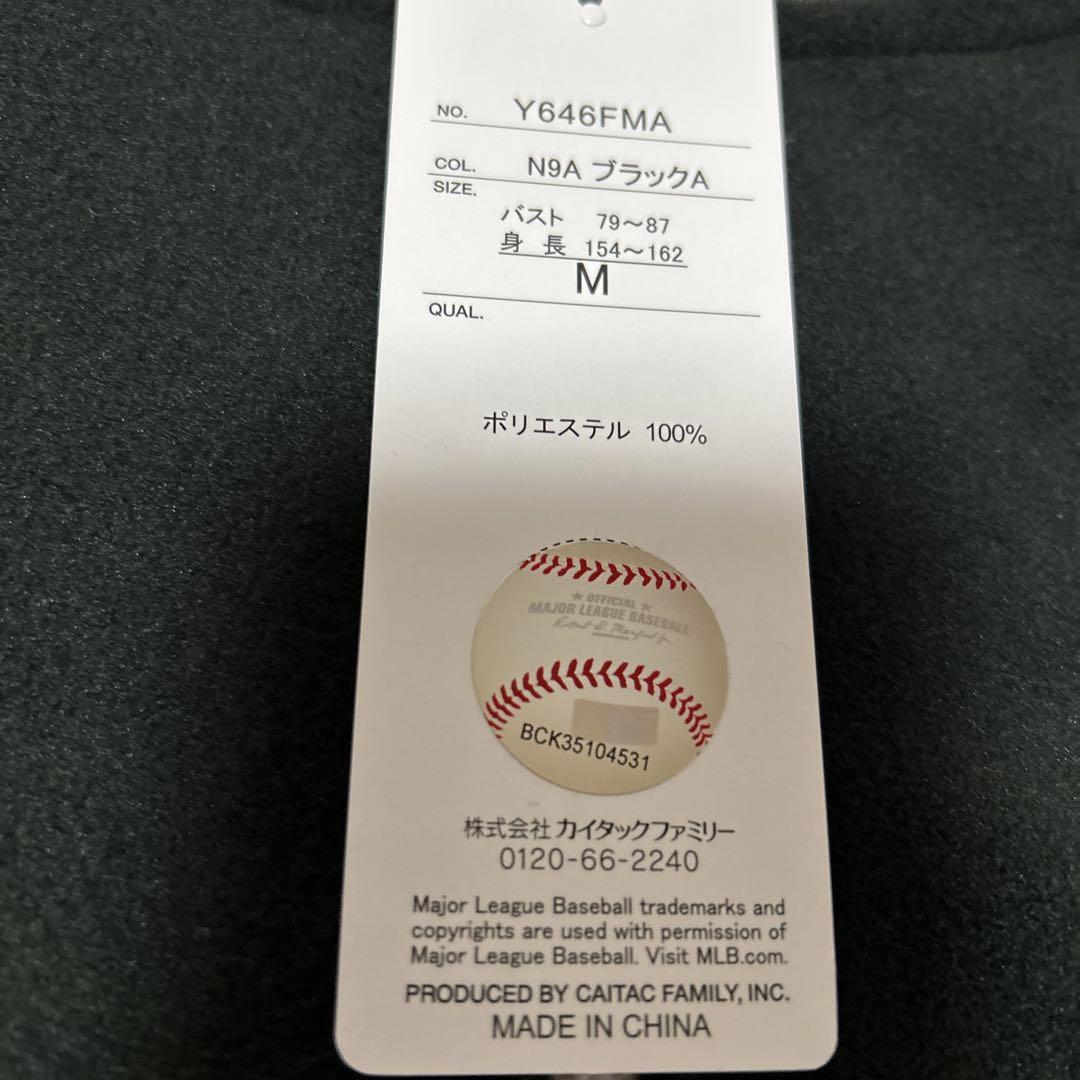 NO. Y646FMA
COL. N9A ブラックA
SIZE.
バスト 79～87
身 長 154～162
M
QUAL.
ポリエステル 100%
★ OFFICIAL ★
MAJOR LEAGUE BASEBALL
BCK35104531
株式会社 カイタックファミリー
0120-66-2240
Major League Baseball trademarks and
copyrights are used with permission of
Major League Baseball. Visit MLB.com.
PRODUCED BY CAITAC FAMILY, INC.
MADE IN CHINA